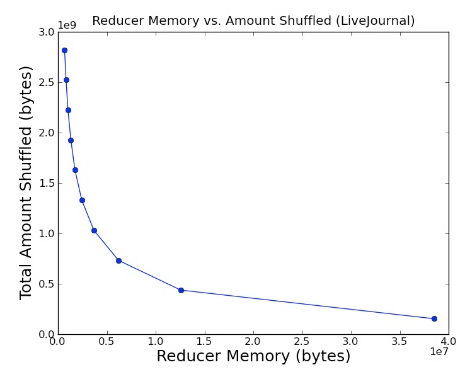 Reducer Memory vs. Amount Shuffled (LiveJournal)
1e9
3.0
2.5
2.0
1.5
1.0
0.5
0.0
Total Amount Shuffled (bytes)
0.0 0.5 1.0 1.5 2.0 2.5 3.0 3.5 4.0
1e7
Reducer Memory (bytes)